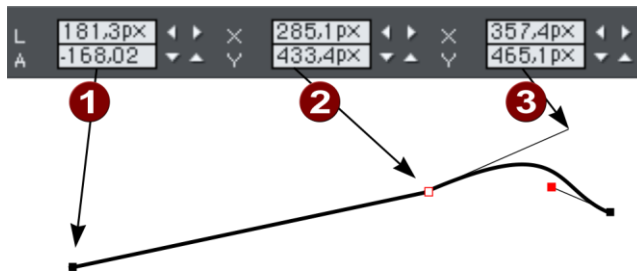 L 181,3px X 285,1px X 357,4px
A -168,02 Y 433,4px Y 465,1px
1 2 3